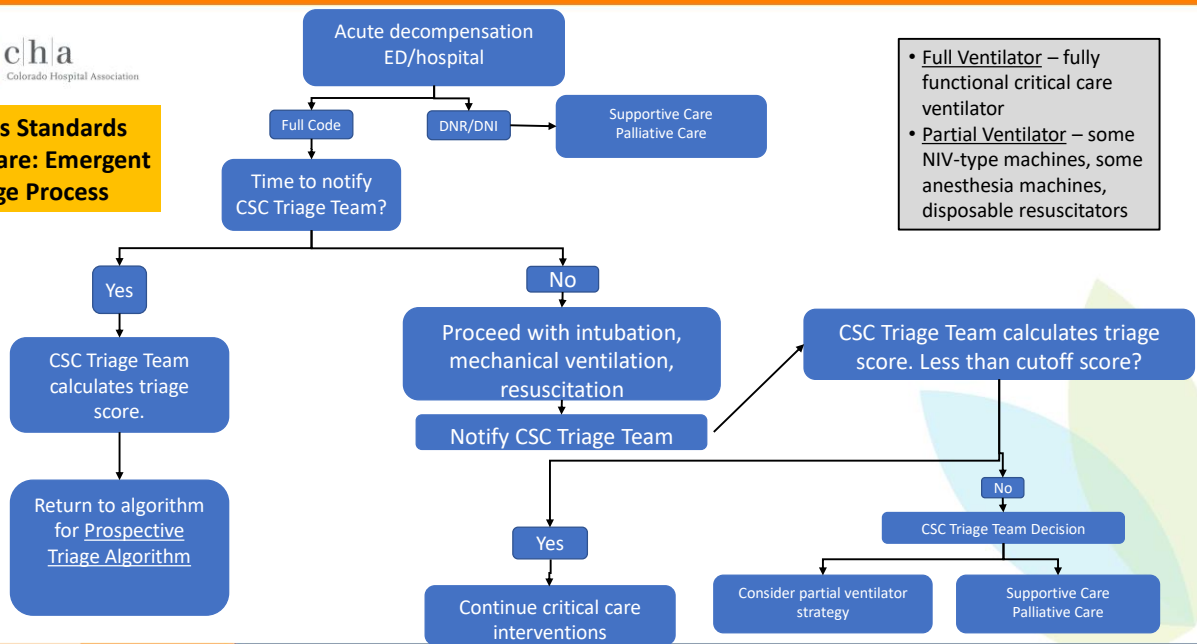 c|h|a
Colorado Hospital Association
s Standards
are: Emergent
ge Process
Acute decompensation
ED/hospital
Full Code
DNR/DNI
Supportive Care
Palliative Care
• Full Ventilator – fully
functional critical care
ventilator
• Partial Ventilator – some
NIV-type machines, some
anesthesia machines,
disposable resuscitators
Time to notify
CSC Triage Team?
Yes
No
CSC Triage Team
calculates triage
score.
Return to algorithm
for Prospective
Triage Algorithm
Proceed with intubation,
mechanical ventilation,
resuscitation
Notify CSC Triage Team
CSC Triage Team calculates triage
score. Less than cutoff score?
Yes
Continue critical care
interventions
No
CSC Triage Team Decision
Consider partial ventilator
strategy
Supportive Care
Palliative Care